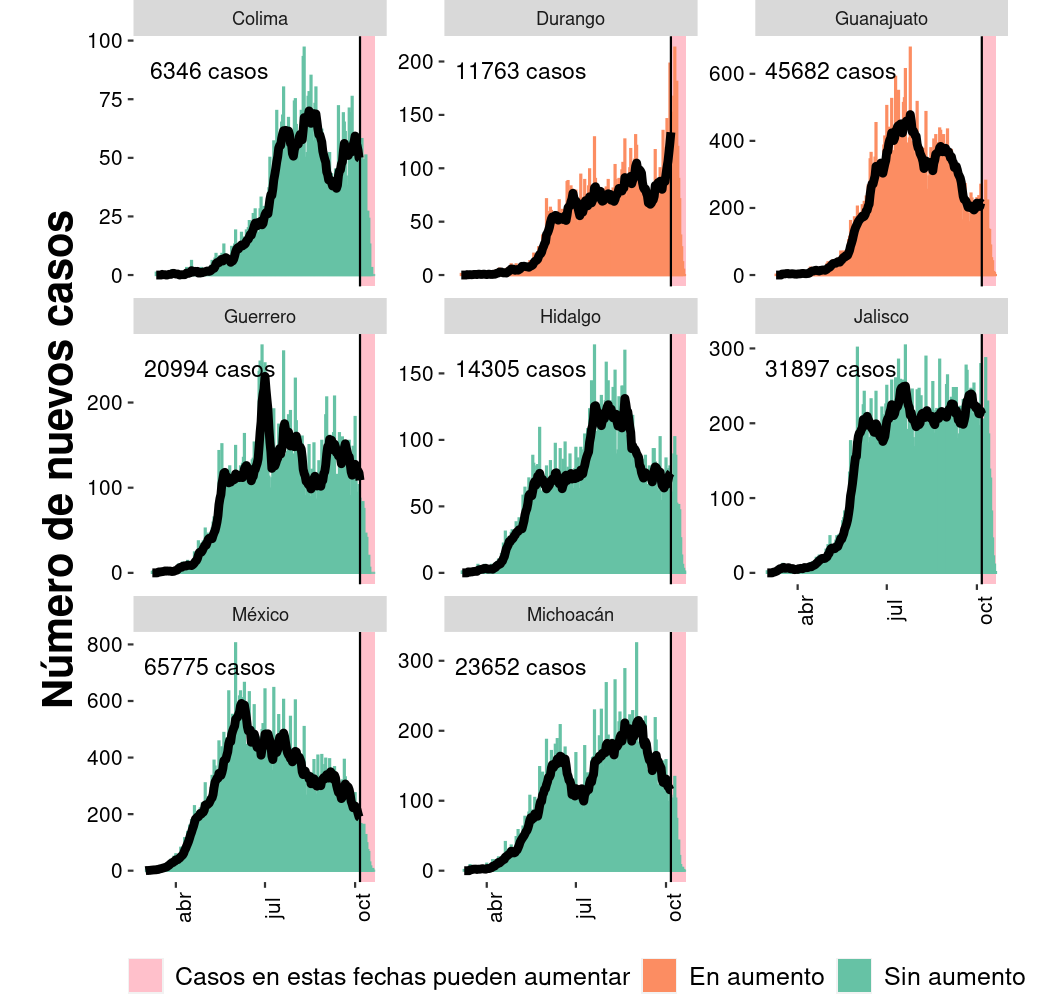 Número de nuevos casos
Colima
6346 casos
100
75
50
25
0
Durango
11763 casos
200
150
100
50
0
Guanajuato
45682 casos
600
400
200
0
Guerrero
20994 casos
200
100
0
Hidalgo
14305 casos
150
100
50
0
Jalisco
31897 casos
300
200
100
0
abr
jul
oct
México
65775 casos
800
600
400
200
0
abr
jul
oct
Michoacán
23652 casos
300
200
100
0
abr
jul
oct
Casos en estas fechas pueden aumentar
En aumento
Sin aumento